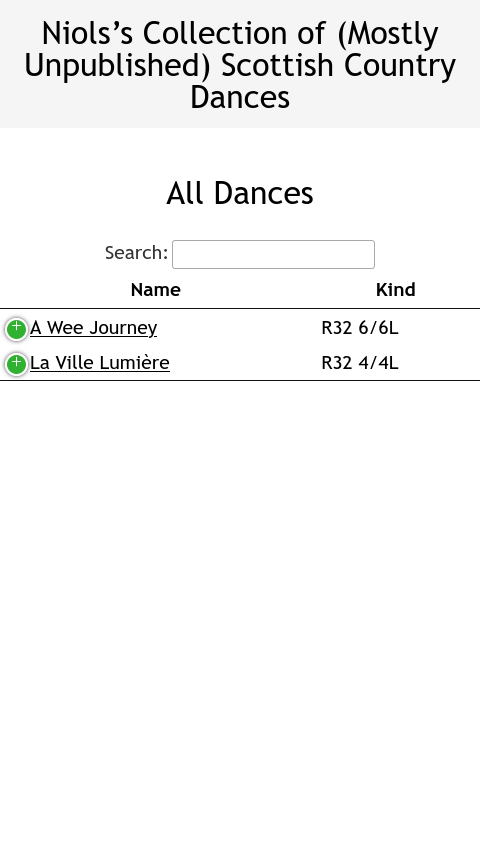 Niols’s Collection of (Mostly
Unpublished) Scottish Country
Dances
All Dances
Search:
Name Kind
A Wee Journey R32 6/6L
La Ville Lumière R32 4/4L